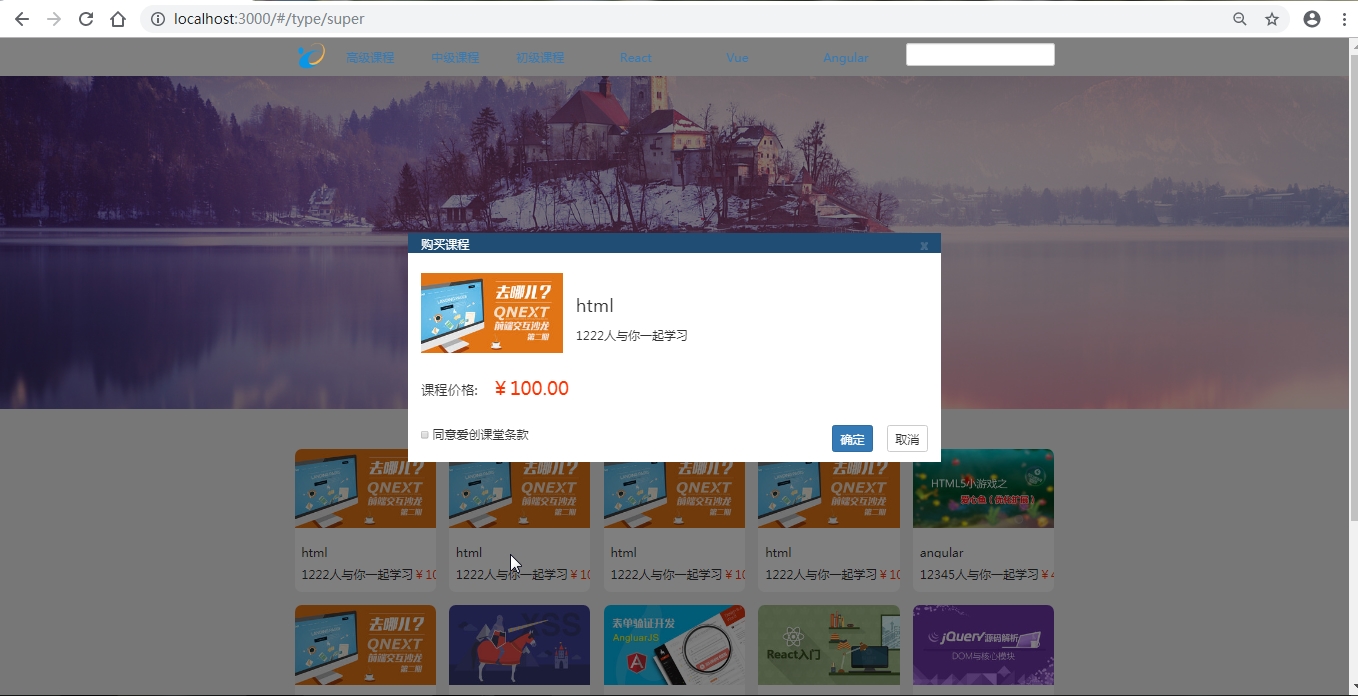 localhost:3000/#/type/super
高级课程
中级课程
初级课程
React
Vue
Angular
购买课程
x
去哪儿?
QNEXT
前端交互沙龙
第二期
html
1222人与你一起学习
课程价格:
¥ 100.00
同意爱创课堂条款
确定
取消
去哪儿?
QNEXT
前端交互沙龙
第二期
html
1222人与你一起学习 ¥ 10
去哪儿?
QNEXT
前端交互沙龙
第二期
html
1222人与你一起学习 ¥ 10
去哪儿?
QNEXT
前端交互沙龙
第二期
html
1222人与你一起学习 ¥ 10
去哪儿?
QNEXT
前端交互沙龙
第二期
html
1222人与你一起学习 ¥ 10
HTML5小游戏之
angular
12345人与你一起学习 ¥ 4
去哪儿?
QNEXT
前端交互沙龙
第二期
XSS
表单验证开发
AngluarJS
React入门
jQuery源码解析
DOM与核心模块